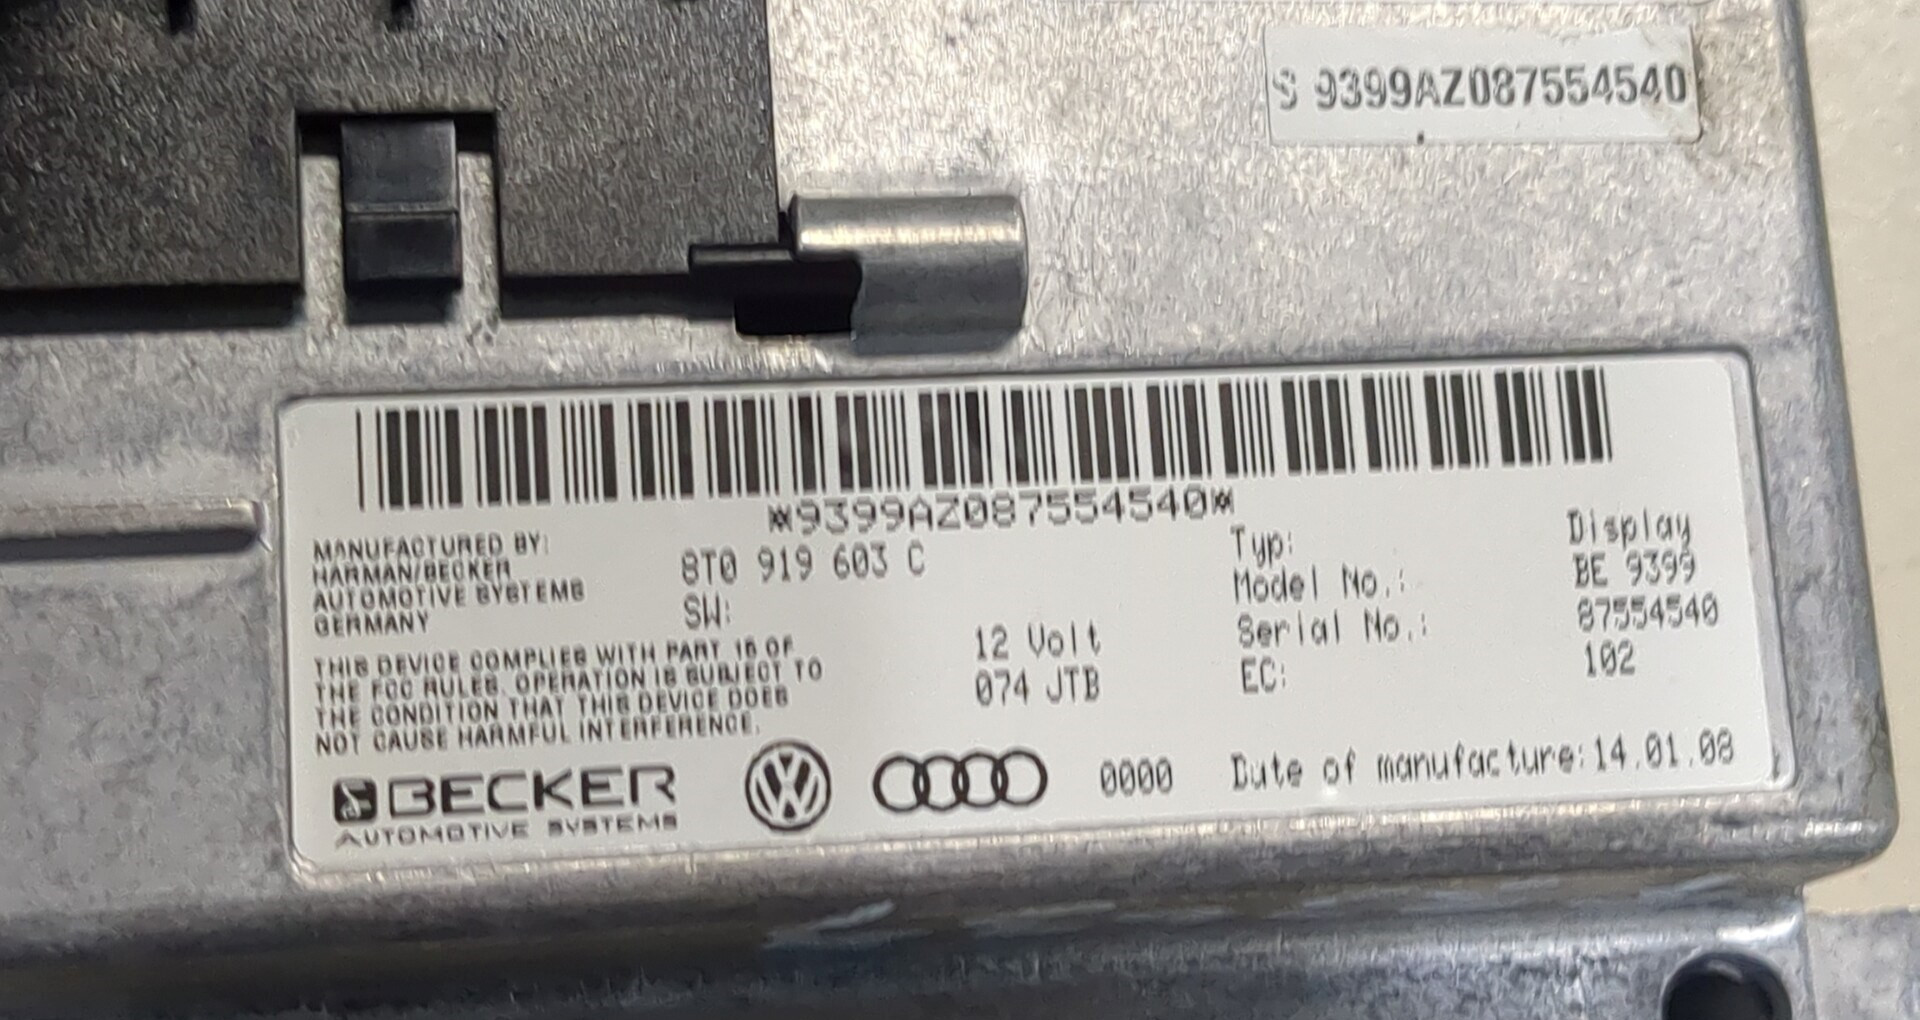 S 9399AZ087554540
*9399AZ087554540*
MANUFACTURED BY:
HARMAN/BECKER
AUTOMOTIVE SYSTEMS
GERMANY
8T0 919 603 C
SW:
THIS DEVICE COMPLIES WITH PART 15 OF
THE FCC RULES. OPERATION IS SUBJECT TO
THE CONDITION THAT THIS DEVICE DOES
NOT CAUSE HARMFUL INTERFERENCE.
12 Volt
074 JTB
Typ: Display
Model No.: BE 9399
Serial No.: 87554540
EC: 102
BECKER
AUTOMOTIVE SYSTEMS
0000
Date of manufacture: 14.01.08